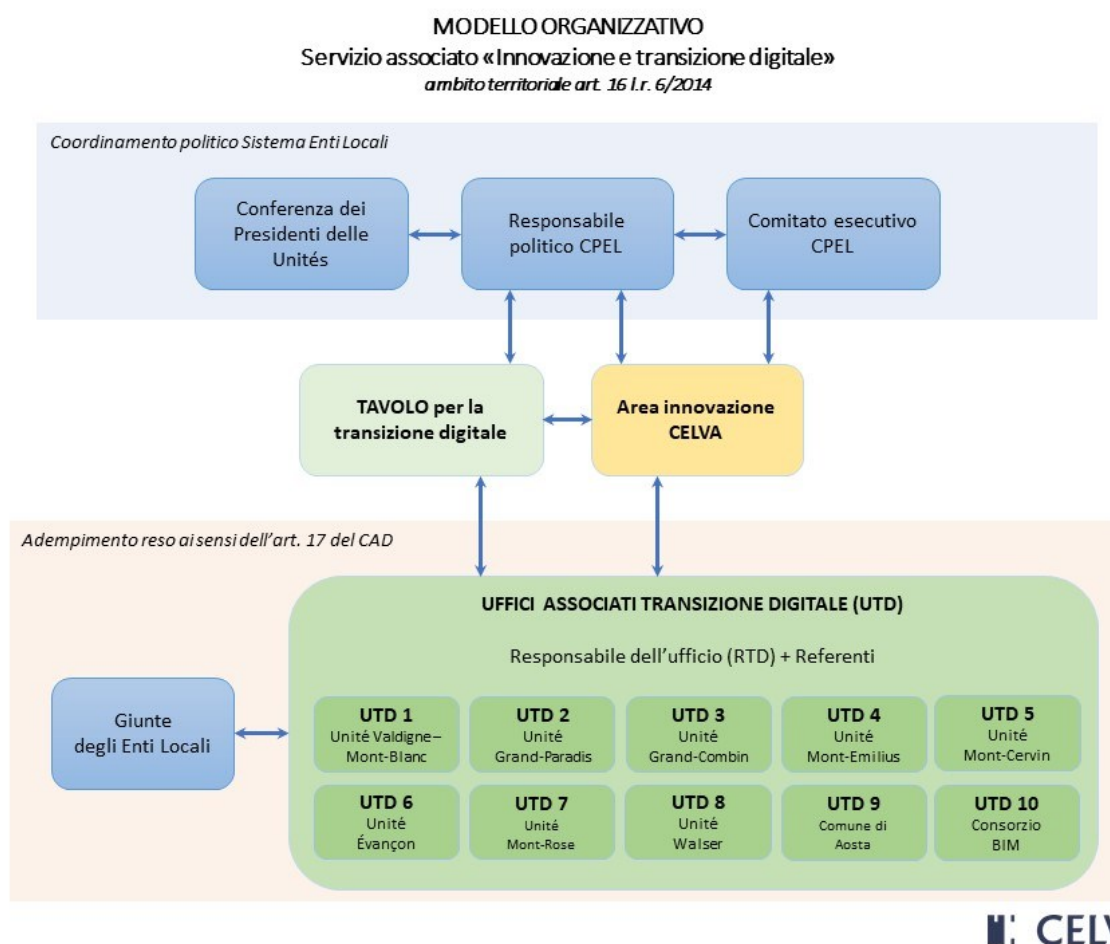 MODELLO ORGANIZZATIVO
Servizio associato «Innovazione e transizione digitale»
ambito territoriale art. 16 l.r. 6/2014
Coordinamento politico Sistema Enti Locali
Conferenza dei
Presidenti delle
Unités
Responsabile
politico CPEL
Comitato esecutivo
CPEL
TAVOLO per la
transizione digitale
Area innovazione
CELVA
Adempimento reso ai sensi dell'art. 17 del CAD
UFFICI ASSOCIATI TRANSIZIONE DIGITALE (UTD)
Responsabile dell'ufficio (RTD) + Referenti
Giunte
degli Enti Locali
UTD 1
Unité Valdigne–
Mont-Blanc
UTD 2
Unité
Grand-Paradis
UTD 3
Unité
Grand-Combin
UTD 4
Unité
Mont-Emilius
UTD 5
Unité
Mont-Cervin
UTD 6
Unité
Évançon
UTD 7
Unité
Mont-Rose
UTD 8
Unité
Walser
UTD 9
Comune di
Aosta
UTD 10
Consorzio
BIM